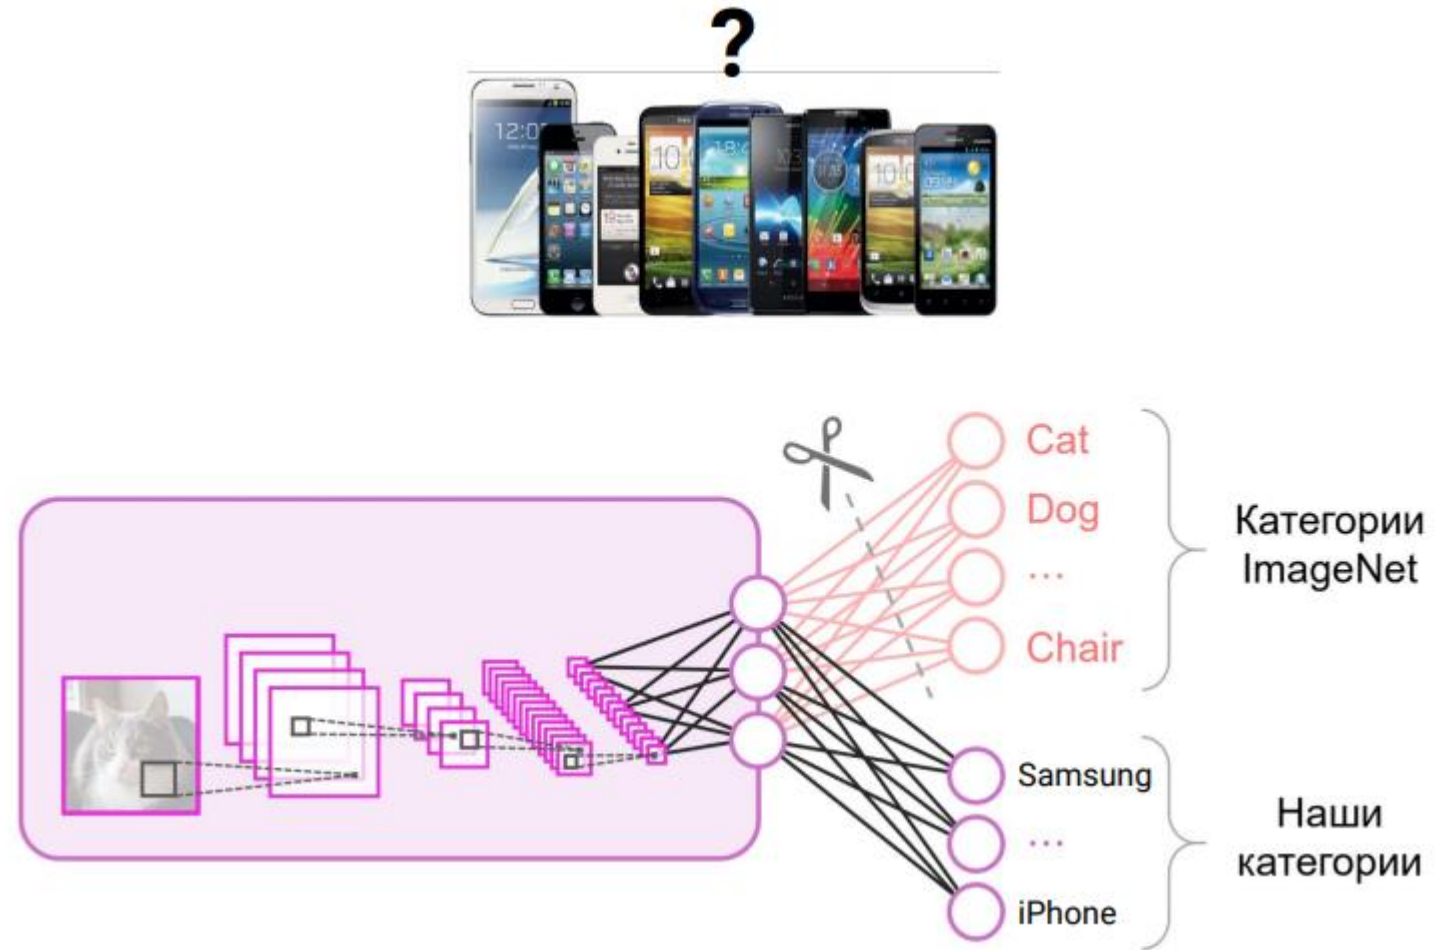 ?
Cat
Dog
...
Chair
Категории
ImageNet
Samsung
...
iPhone
Наши
категории